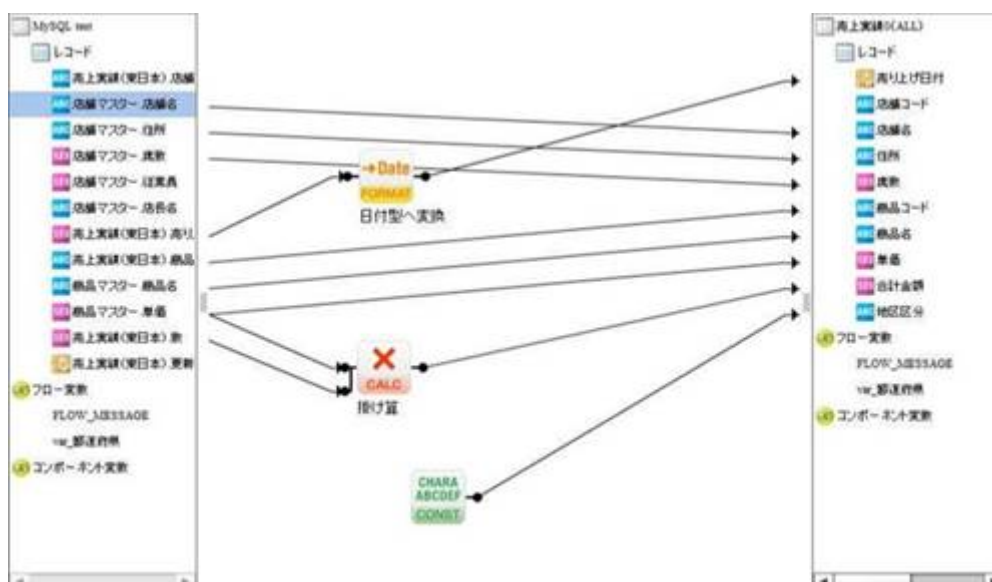 MySQL test
レコード
売上実績(東日本).店舗
店舗マスター.店舗名
店舗マスター.住所
店舗マスター.席数
店舗マスター.従業員
店舗マスター.店長名
売上実績(東日本).売り.
売上実績(東日本).商品
商品マスター.商品名
商品マスター.単価
売上実績(東日本).数
売上実績(東日本).更新
フロー変数
FLOW_MESSAGE
var_都道府県
コンポーネント変数
→Date
FORMAT
日付型へ変換
CALC
掛け算
CHARA
ABCDEF
CONST
売上実績0(ALL)
レコード
売り上げ日付
店舗コード
店舗名
住所
席数
商品コード
商品名
単価
合計金額
地区区分
フロー変数
FLOW_MESSAGE
var_都道府県
コンポーネント変数